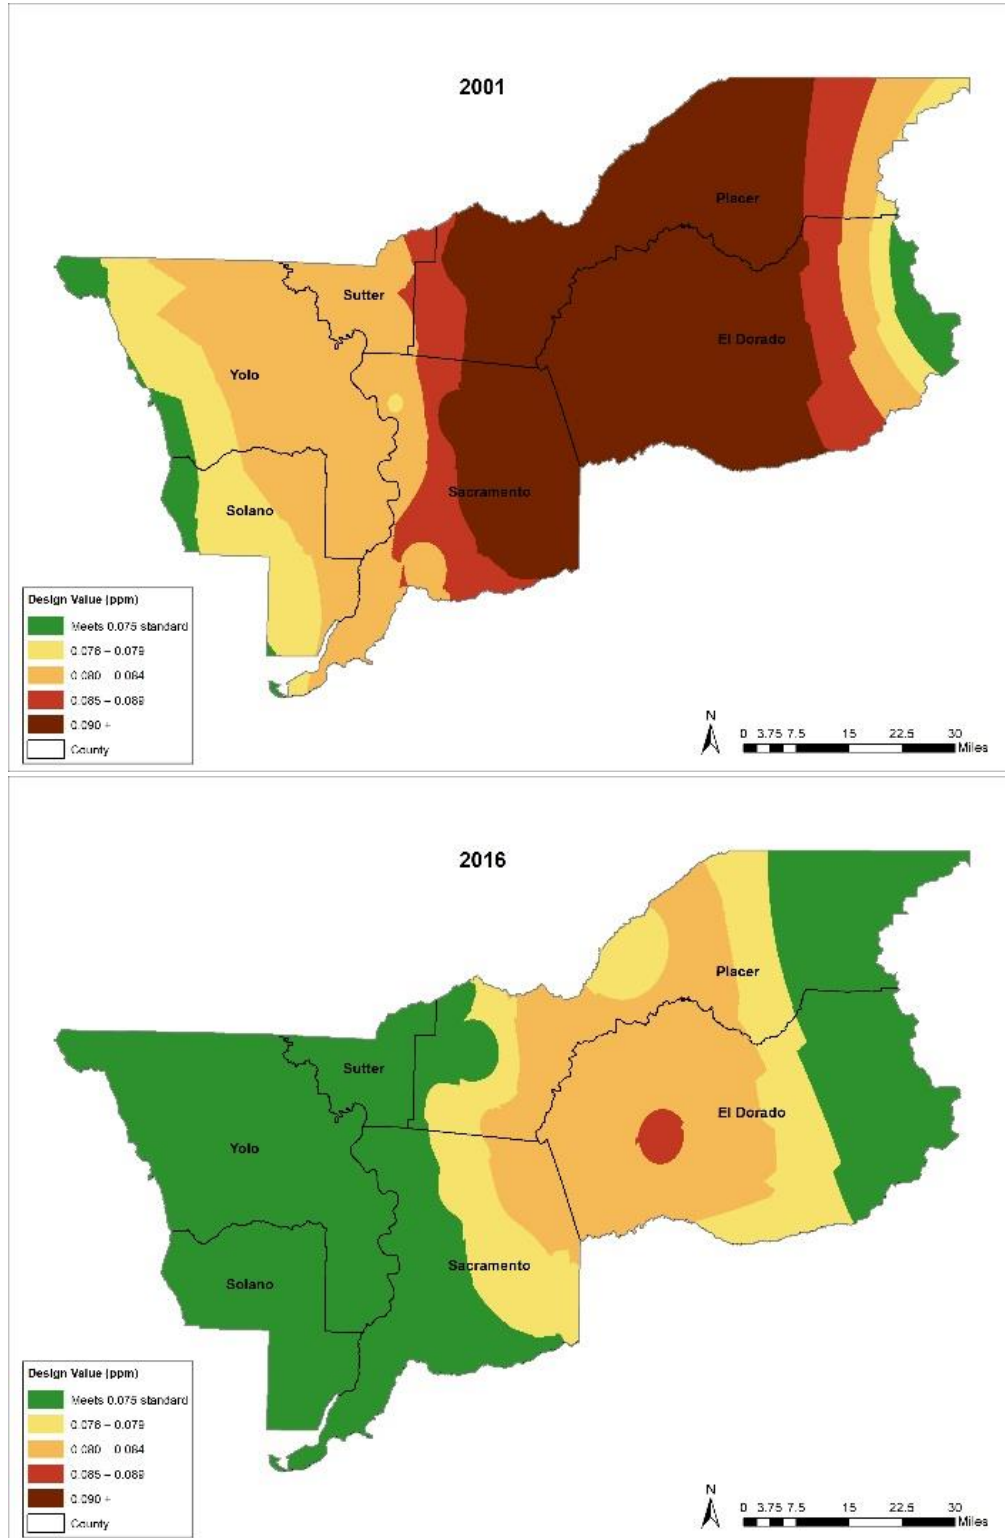 2001
Placer
Sutter
El Dorado
Yolo
Sacramento
Solano
Design Value (ppm)
Meets 0.075 standard
0.076 – 0.079
0.080 – 0.084
0.085 – 0.089
0.090 +
County
N
0 3.75 7.5 15 22.5 30
Miles
2016
Placer
Sutter
El Dorado
Yolo
Sacramento
Solano
Design Value (ppm)
Meets 0.075 standard
0.076 – 0.079
0.080 – 0.084
0.085 – 0.089
0.090 +
County
N
0 3.75 7.5 15 22.5 30
Miles